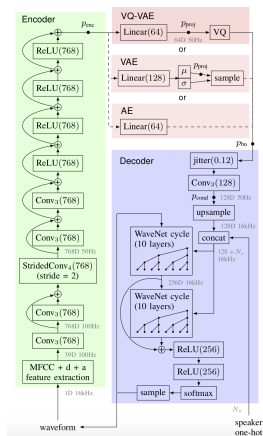 Encoder
VQ-VAE
p_enc
p_proj
Linear(64)
VQ
64D 50Hz
or
VAE
Linear(128)
μ
σ
p_proj
sample
or
AE
Linear(64)
p_bn
ReLU(768)
ReLU(768)
ReLU(768)
ReLU(768)
Conv₃(768)
Conv₃(768)
768D 50Hz
StridedConv₄(768)
(stride = 2)
Conv₃(768)
768D 100Hz
Conv₃(768)
39D 100Hz
MFCC + d + a
feature extraction
1D 16kHz
waveform
Decoder
jitter(0.12)
Conv₃(128)
p_cond
128D 50Hz
upsample
128D 16kHz
concat
128 + Nₛ
16kHz
WaveNet cycle
(10 layers)
256D 16kHz
WaveNet cycle
(10 layers)
ReLU(256)
ReLU(256)
sample
softmax
Nₛ
speaker
one-hot